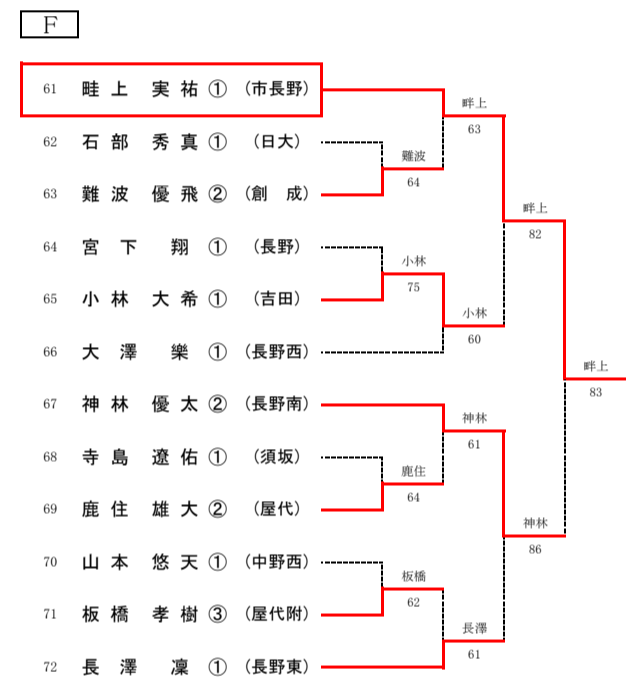 F
61 畦上 実祐 ① (市長野)
62 石部 秀真 ① (日大)
63 難波 優飛 ② (創 成)
64 宮下 翔 ① (長野)
65 小林 大希 ① (吉田)
66 大澤 樂 ① (長野西)
67 神林 優太 ② (長野南)
68 寺島 遼佑 ① (須坂)
69 鹿住 雄大 ② (屋代)
70 山本 悠天 ① (中野西)
71 板橋 孝樹 ③ (屋代附)
72 長澤 凜 ① (長野東)
難波
64
小林
75
鹿住
64
板橋
62
畔上
63
小林
60
神林
61
長澤
61
畔上
82
神林
86
畔上
83